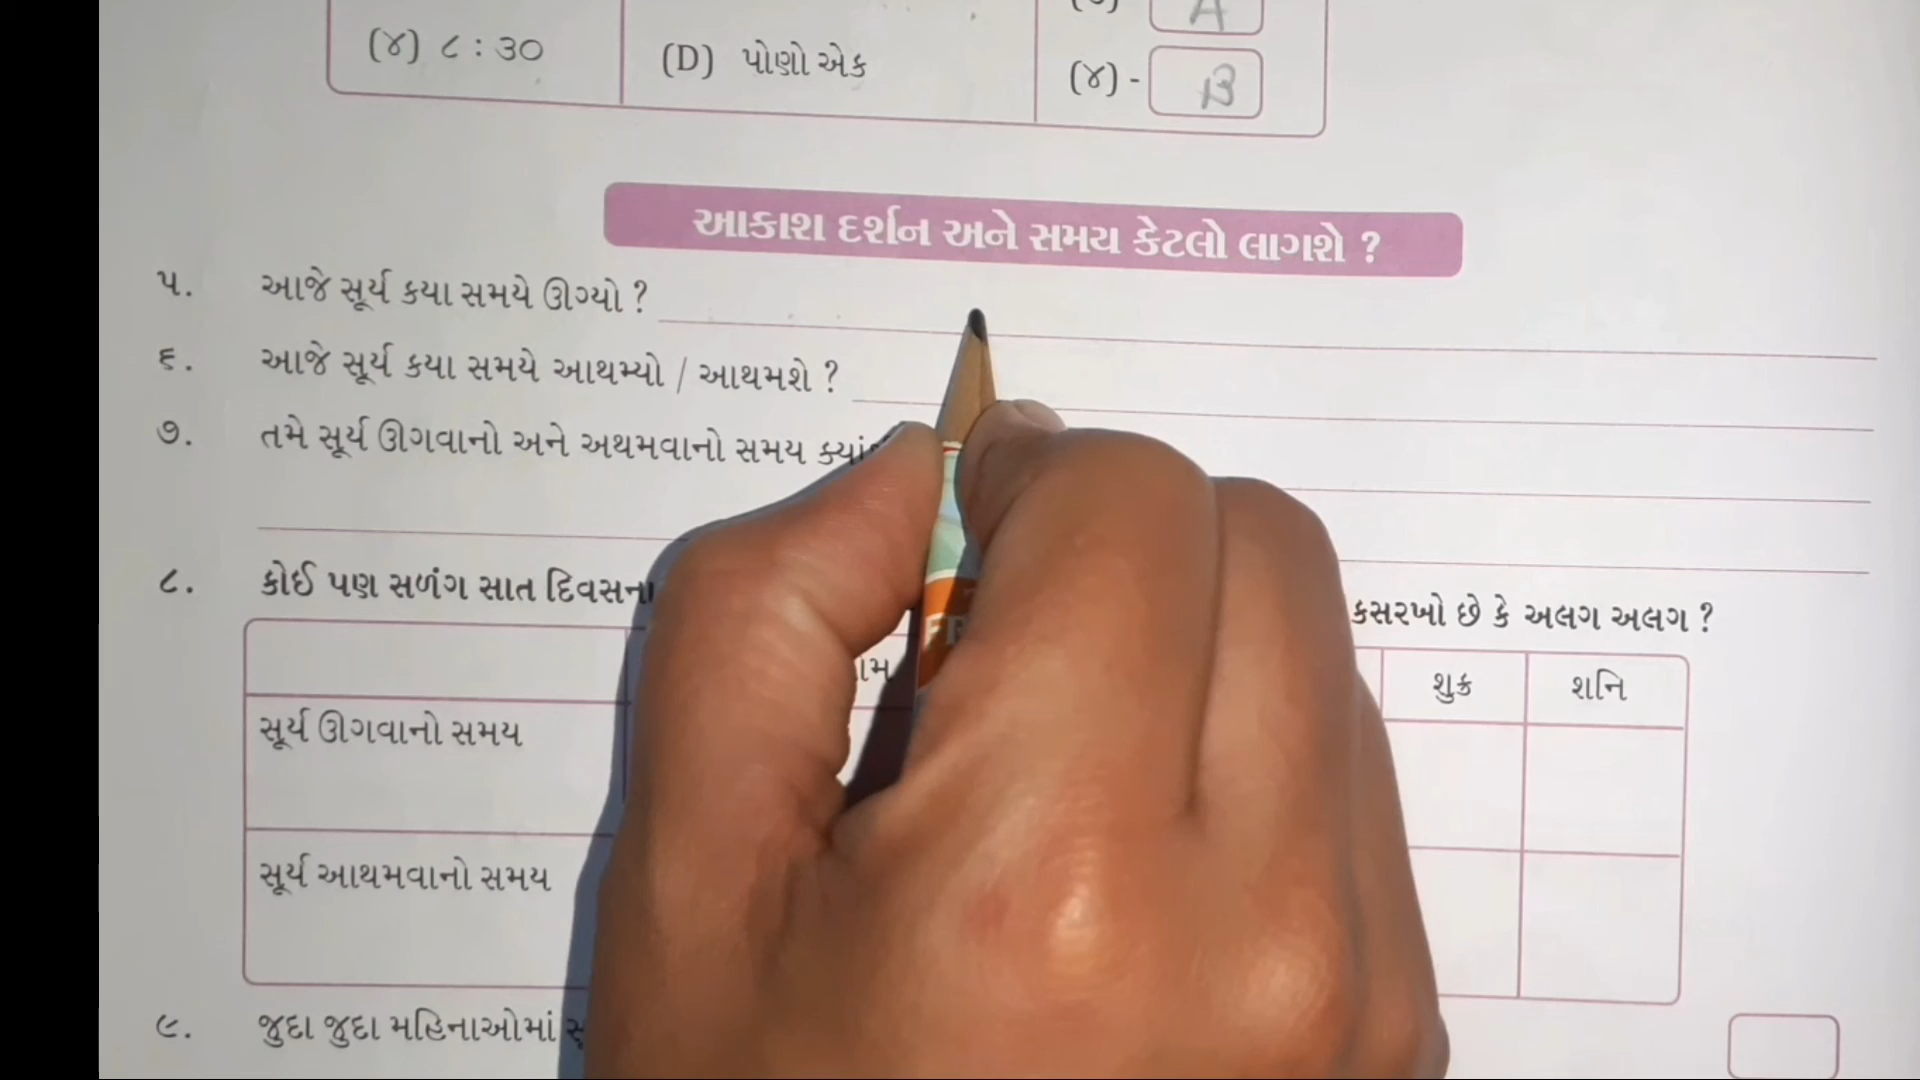 (૪) ૮ : ૩૦
(D) પોણો એક
A
(૪) - B
આકાશ દર્શન અને સમય કેટલો લાગશે ?
૫. આજે સૂર્ય કયા સમયે ઊગ્યો ?
૬. આજે સૂર્ય કયા સમયે આથમ્યો / આથમશે ?
૭. તમે સૂર્ય ઊગવાનો અને અથમવાનો સમય
૮. કોઈ પણ સળંગ સાત દિવસના કસરખો છે કે અલગ અલગ ?
શુક્ર શનિ
સૂર્ય ઊગવાનો સમય
સૂર્ય આથમવાનો સમય
૯. જુદા જુદા મહિનાઓમાં